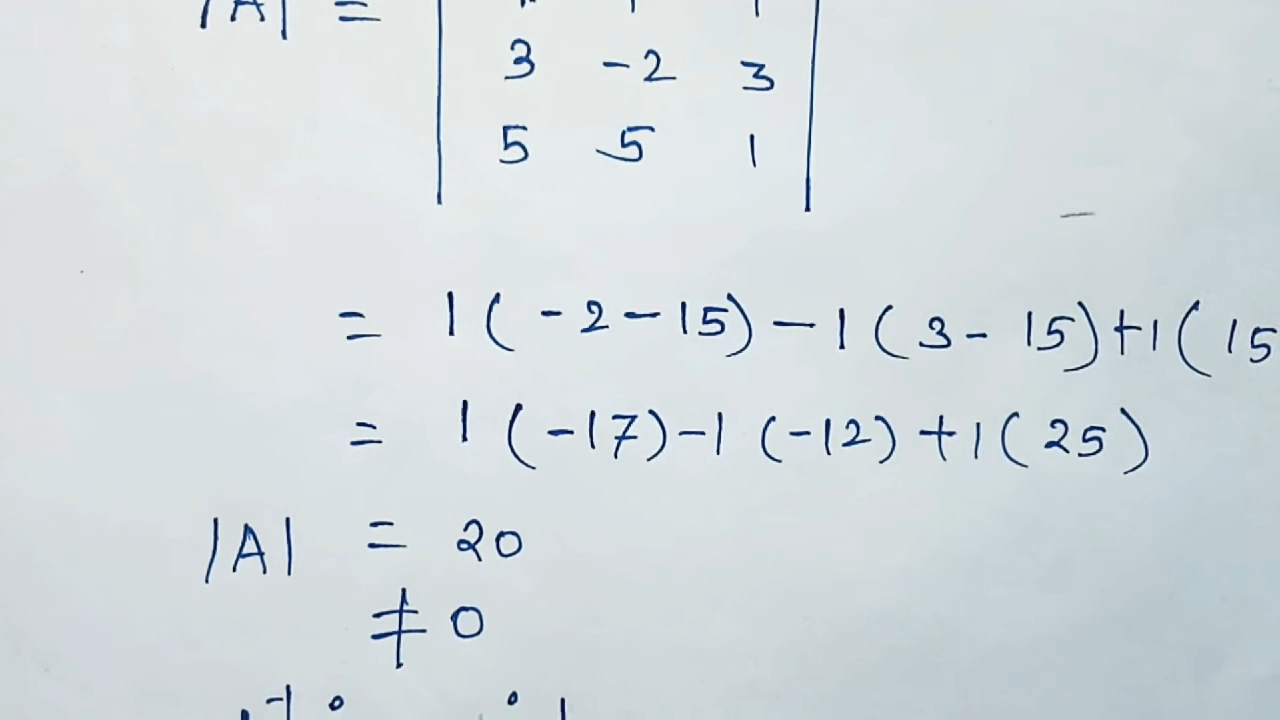 |A| =
3 -2 3
5 5 1
= 1(-2-15)-1(3-15)+1(15
= 1(-17)-1(-12)+1(25)
|A| = 20
≠ 0